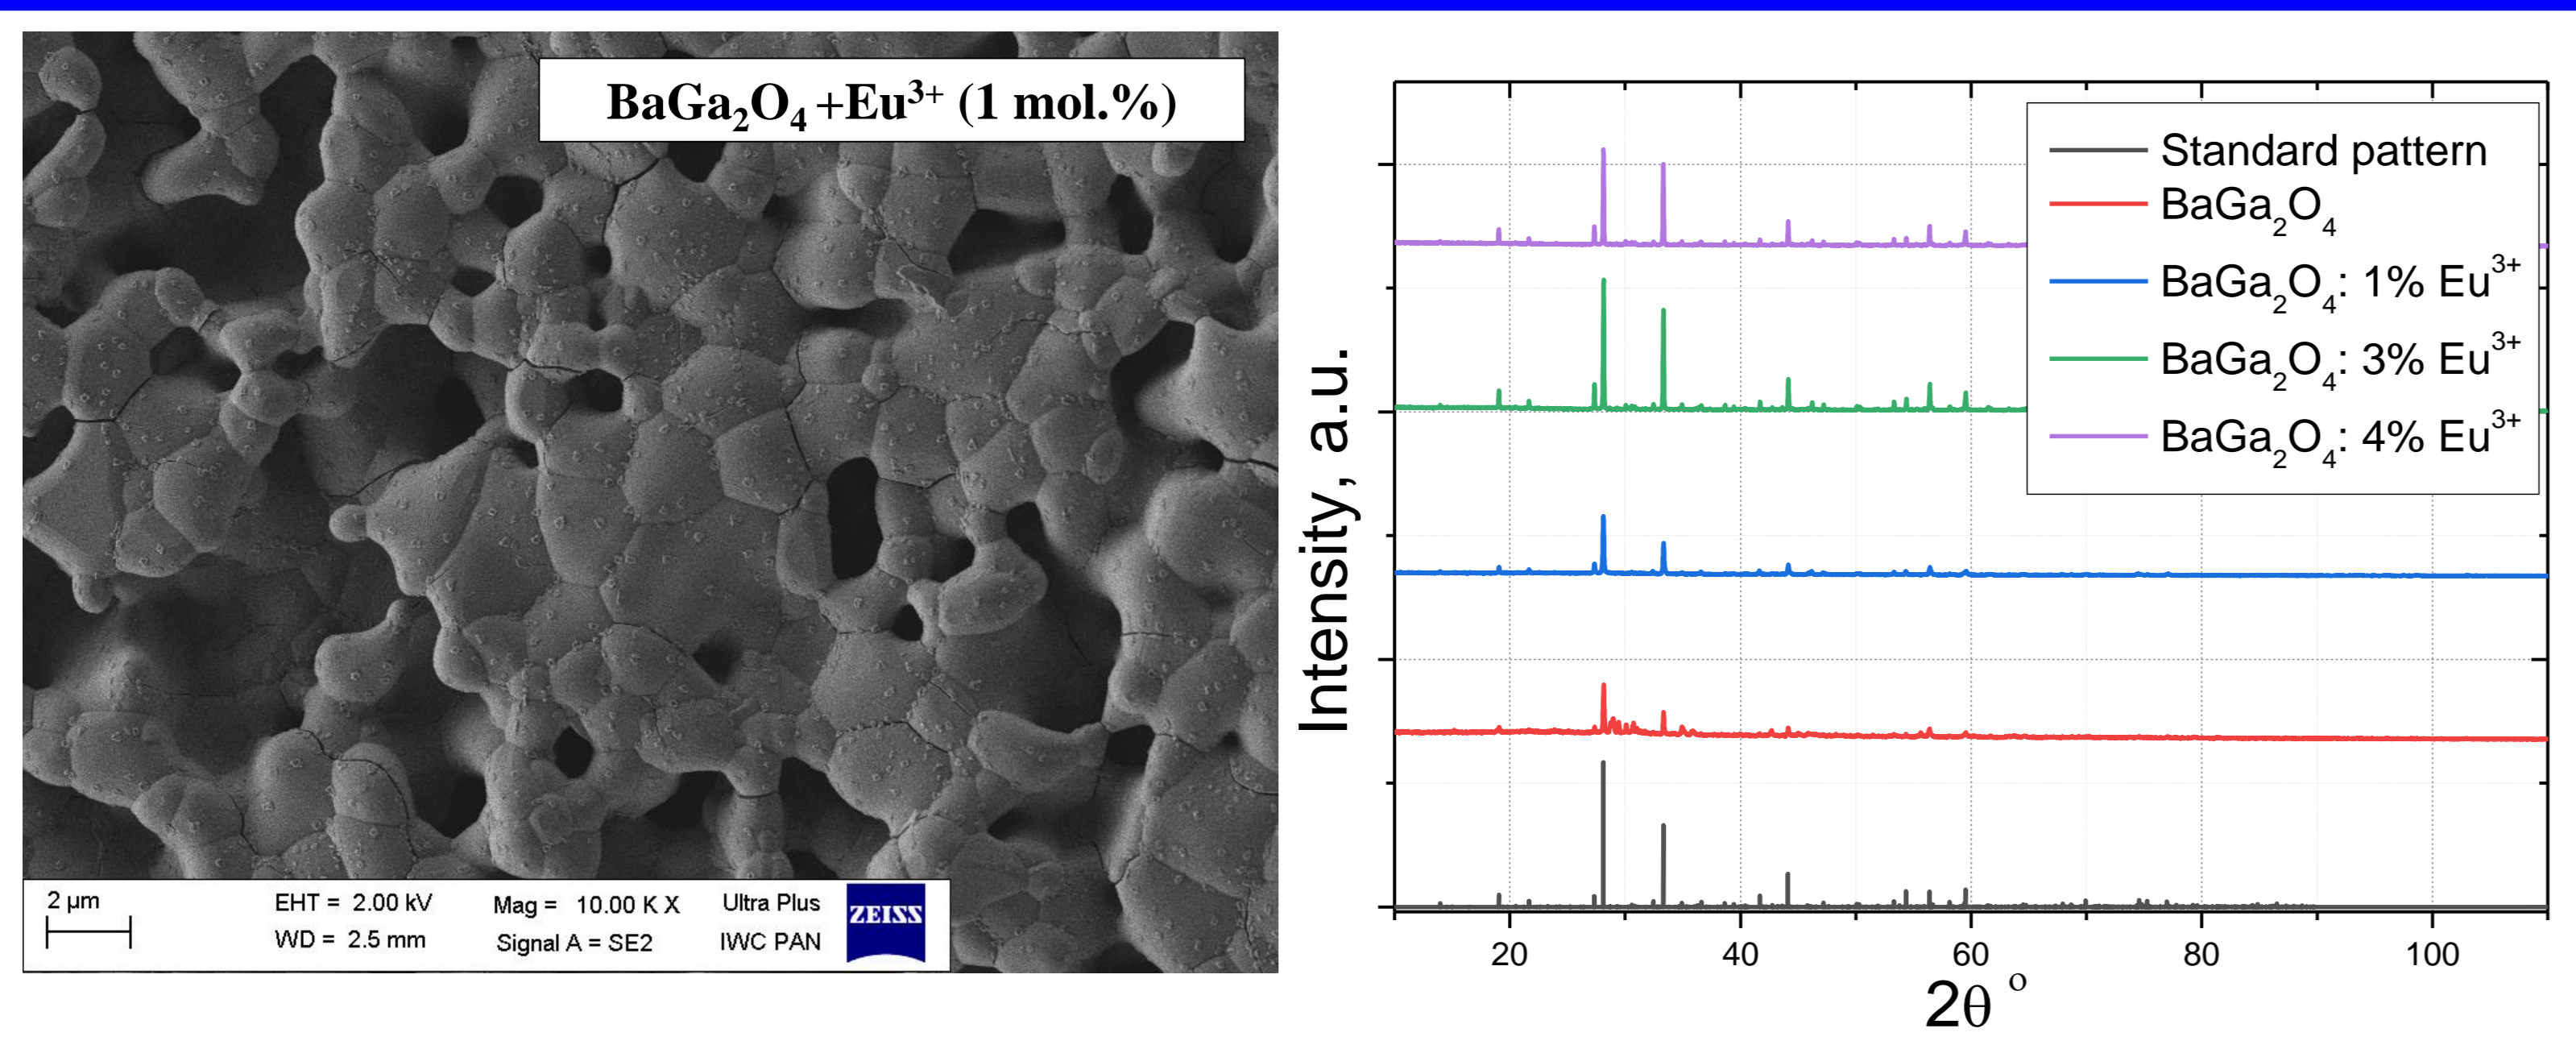 BaGa₂O₄ +Eu³⁺ (1 mol.%)
2 µm
EHT = 2.00 kV
WD = 2.5 mm
Mag = 10.00 K X
Signal A = SE2
Ultra Plus
IWC PAN
ZEISS
Intensity, a.u.
Standard pattern
BaGa₂O₄
BaGa₂O₄: 1% Eu³⁺
BaGa₂O₄: 3% Eu³⁺
BaGa₂O₄: 4% Eu³⁺
20 40 60 80 100
2θ °